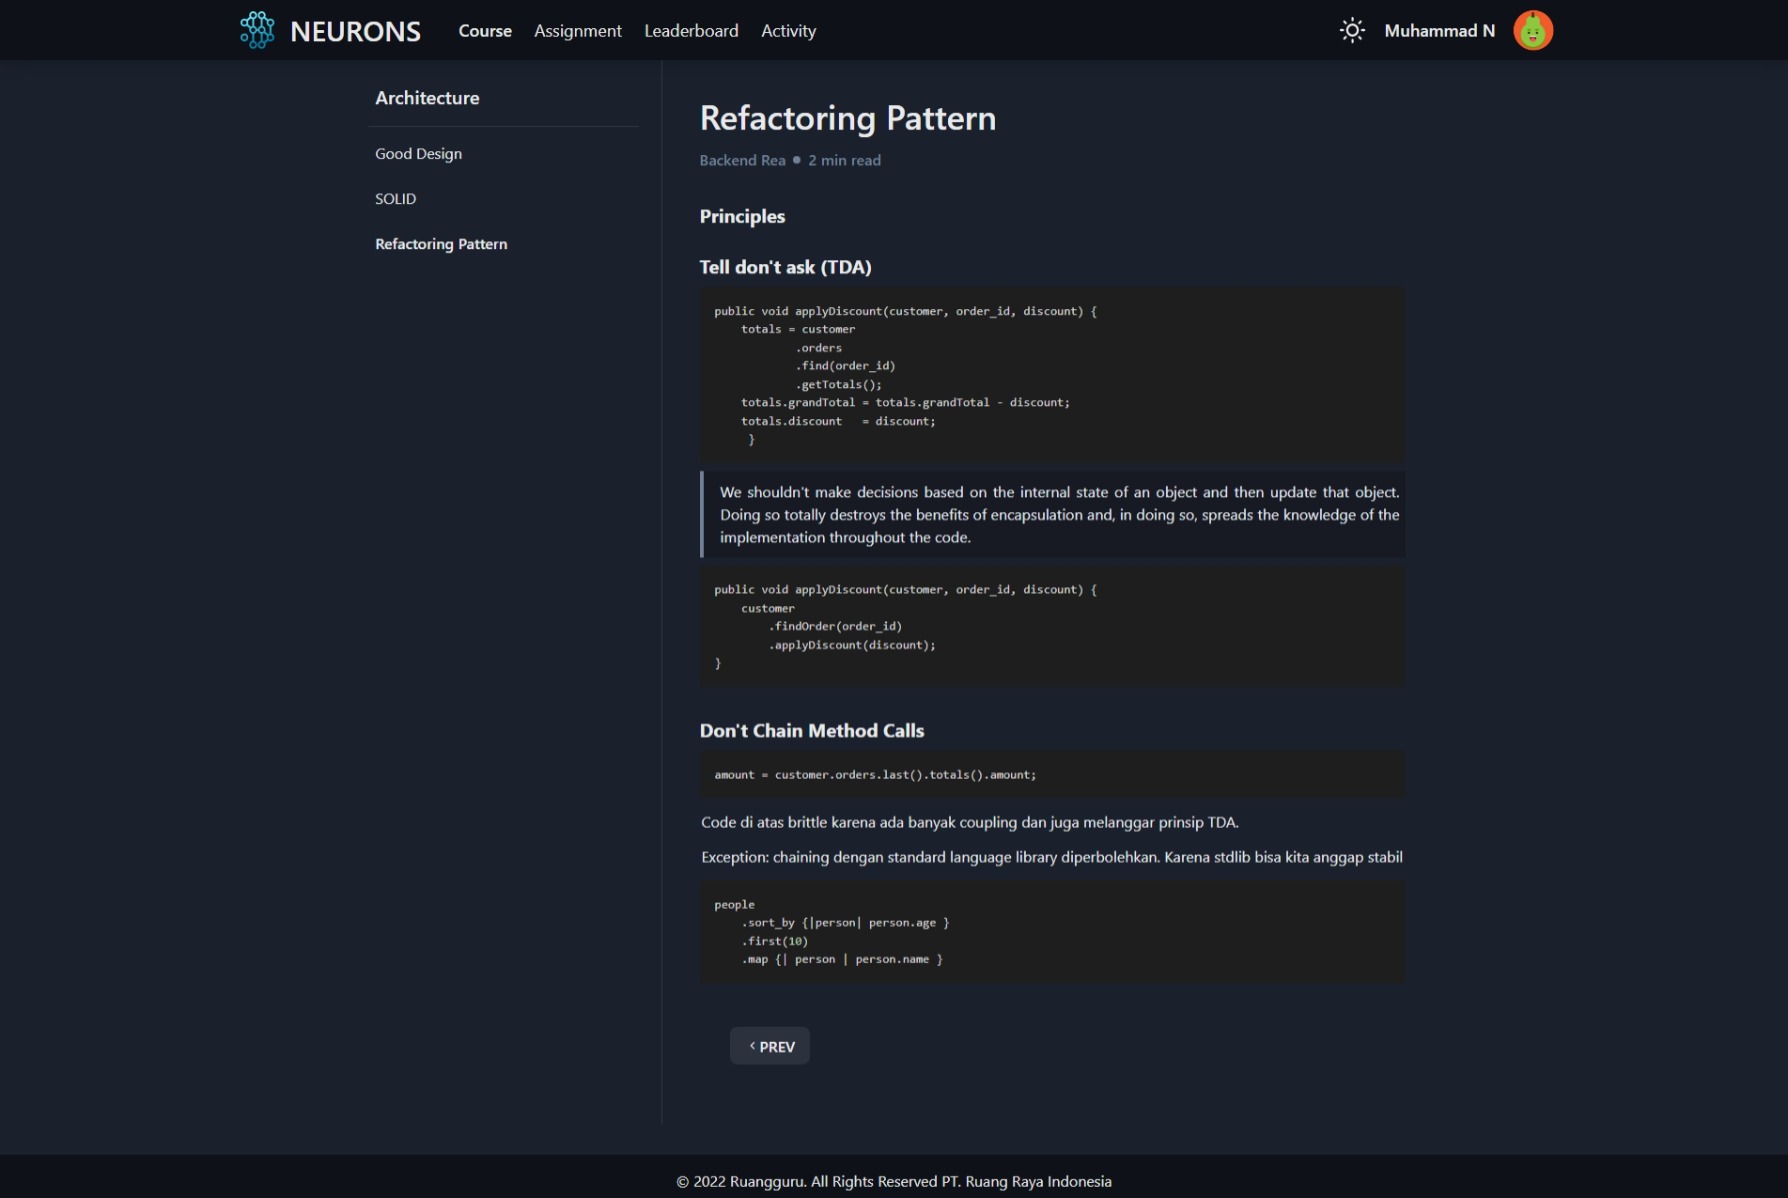 NEURONS Course Assignment Leaderboard Activity Muhammad N
Architecture
Good Design
SOLID
Refactoring Pattern
Refactoring Pattern
Backend Rea • 2 min read
Principles
Tell don't ask (TDA)
public void applyDiscount(customer, order_id, discount) {
    totals = customer
            .orders
            .find(order_id)
            .getTotals();
    totals.grandTotal = totals.grandTotal - discount;
    totals.discount   = discount;
     }
We shouldn't make decisions based on the internal state of an object and then update that object.
Doing so totally destroys the benefits of encapsulation and, in doing so, spreads the knowledge of the
implementation throughout the code.
public void applyDiscount(customer, order_id, discount) {
    customer
        .findOrder(order_id)
        .applyDiscount(discount);
}
Don't Chain Method Calls
amount = customer.orders.last().totals().amount;
Code di atas brittle karena ada banyak coupling dan juga melanggar prinsip TDA.
Exception: chaining dengan standard language library diperbolehkan. Karena stdlib bisa kita anggap stabil
people
    .sort_by {|person| person.age }
    .first(10)
    .map {| person | person.name }
‹ PREV
© 2022 Ruangguru. All Rights Reserved PT. Ruang Raya Indonesia